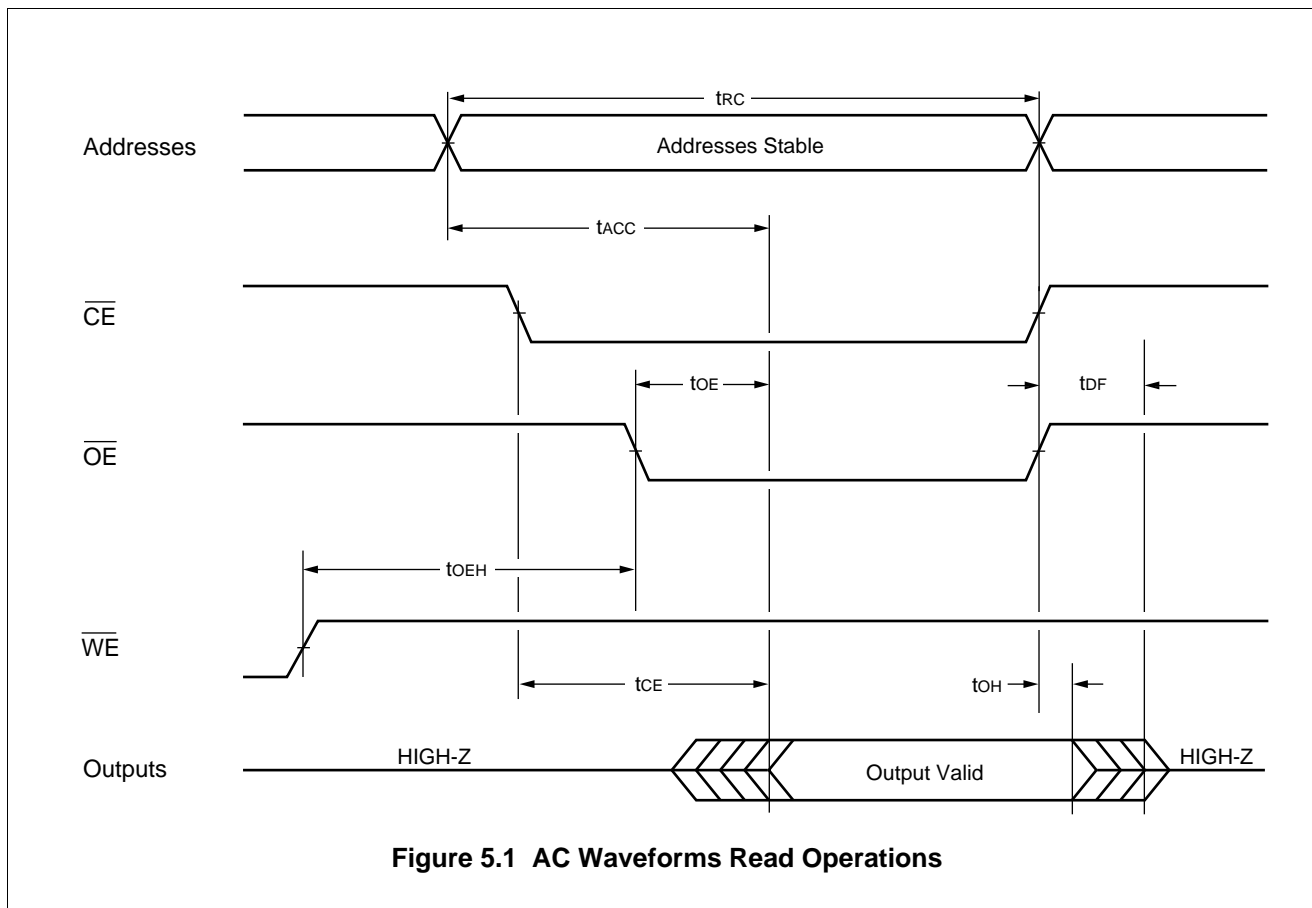 tRC
Addresses
Addresses Stable
tACC
CE
tOE
tDF
OE
tOEH
WE
tCE
tOH
HIGH-Z
HIGH-Z
Outputs
Output Valid
Figure 5.1 AC Waveforms Read Operations